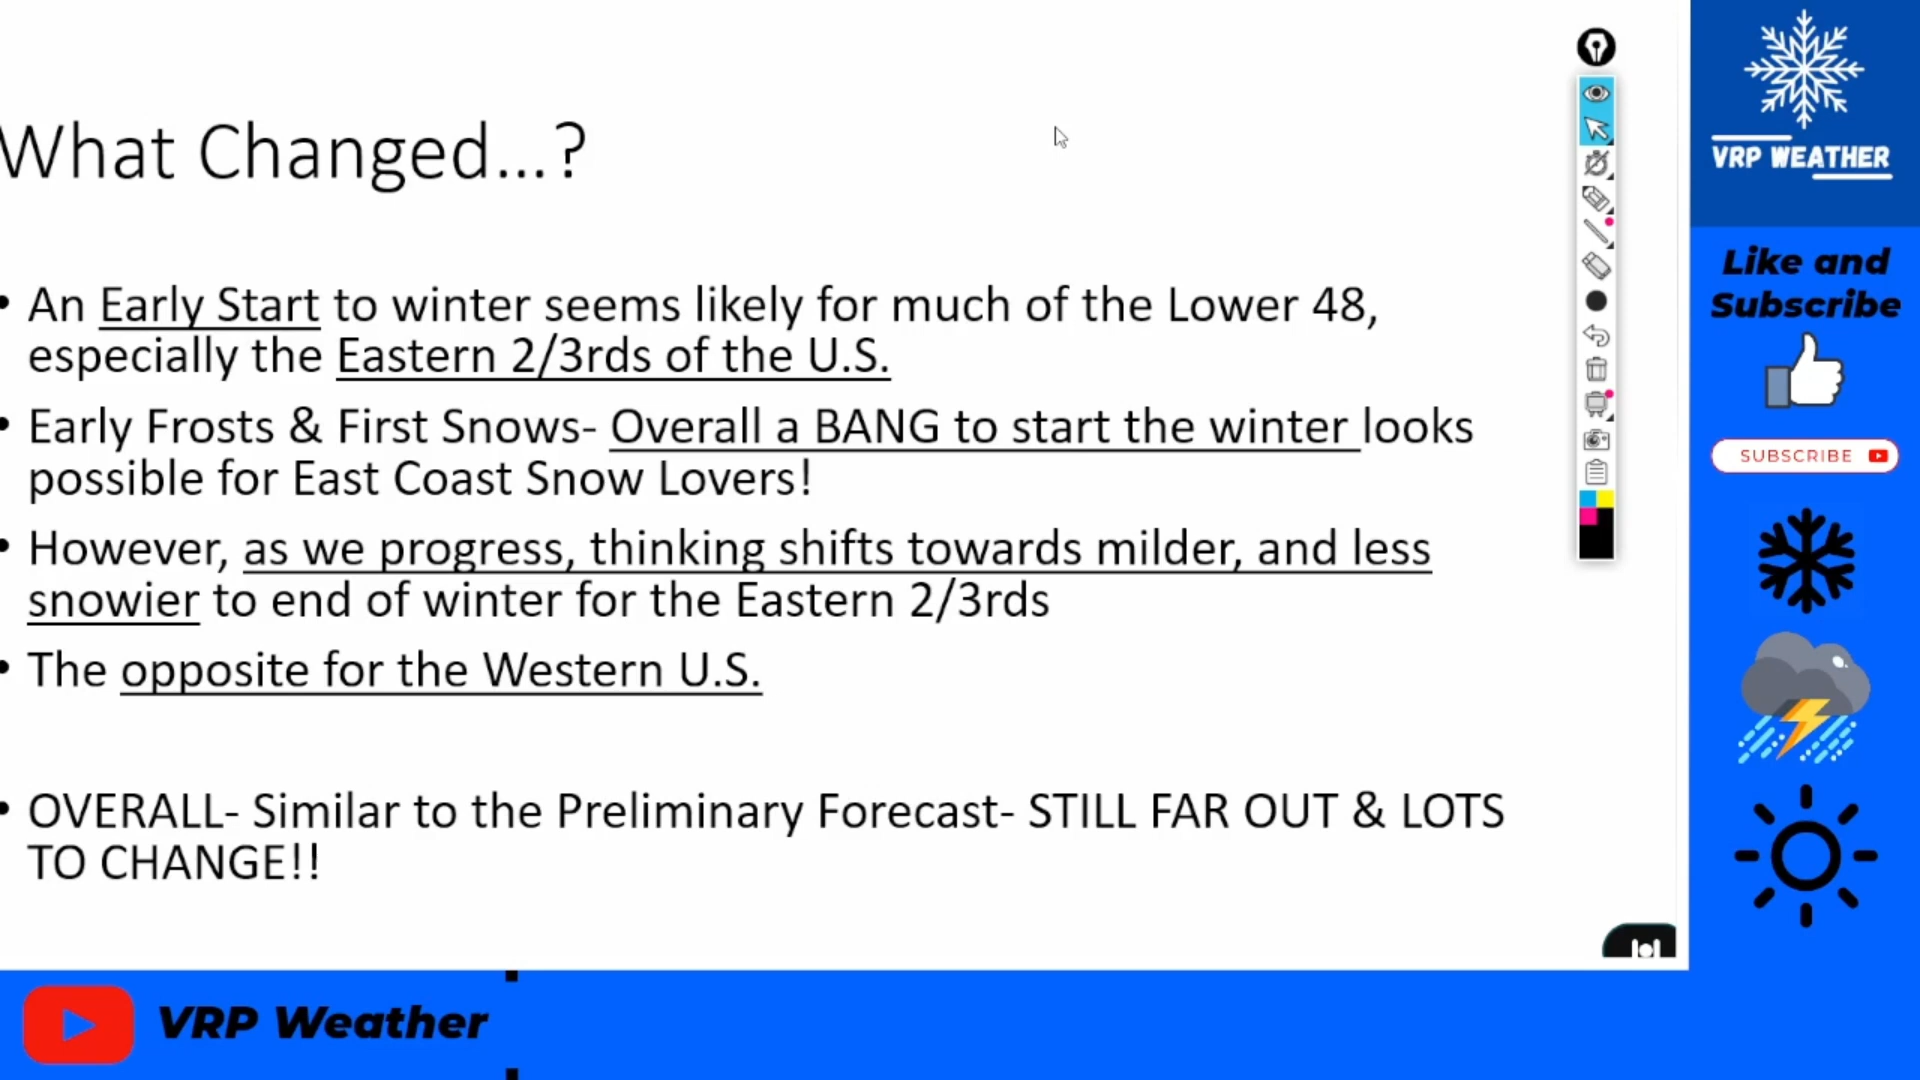 What Changed...?
• An Early Start to winter seems likely for much of the Lower 48,
especially the Eastern 2/3rds of the U.S.
• Early Frosts & First Snows- Overall a BANG to start the winter looks
possible for East Coast Snow Lovers!
• However, as we progress, thinking shifts towards milder, and less
snowier to end of winter for the Eastern 2/3rds
• The opposite for the Western U.S.
• OVERALL- Similar to the Preliminary Forecast- STILL FAR OUT & LOTS
TO CHANGE!!
VRP WEATHER
Like and
Subscribe
SUBSCRIBE
VRP Weather